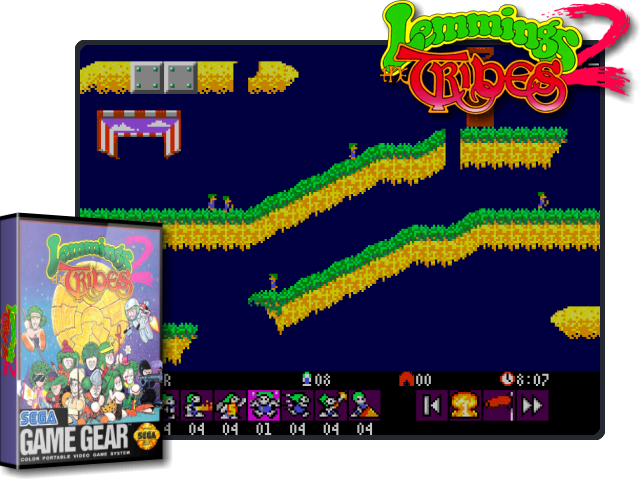 Lemmings 2
THE TRIBES
R 08 00 8:07
04 04 04 01 04 04 04
Lemmings 2
THE TRIBES
SEGA
GAME GEAR
SEGA
COLOR PORTABLE VIDEO GAME SYSTEM